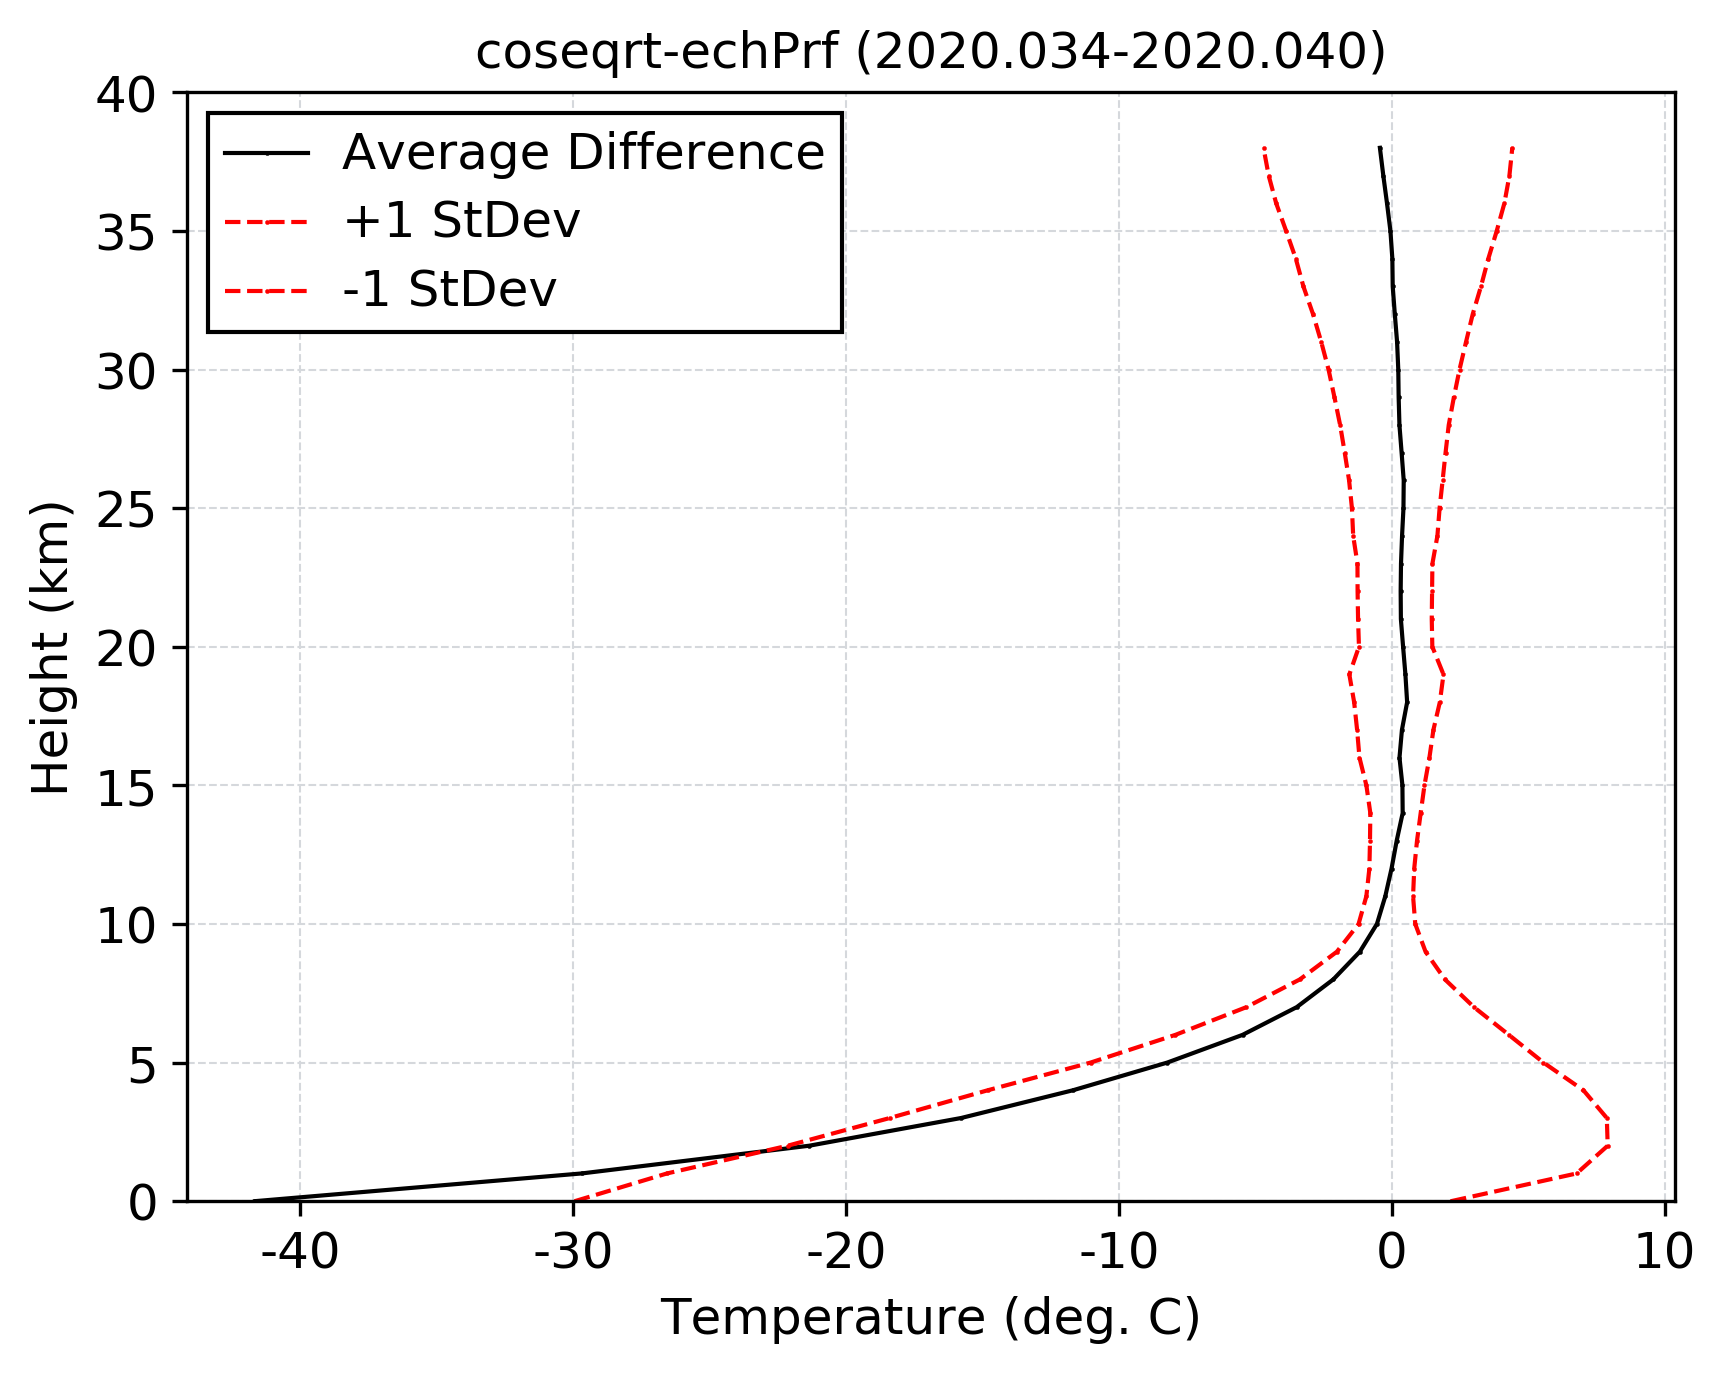 coseqrt-echPrf (2020.034-2020.040)
40
35
30
25
20
15
10
5
0
Height (km)
Average Difference
+1 StDev
-1 StDev
-40 -30 -20 -10 0 10
Temperature (deg. C)